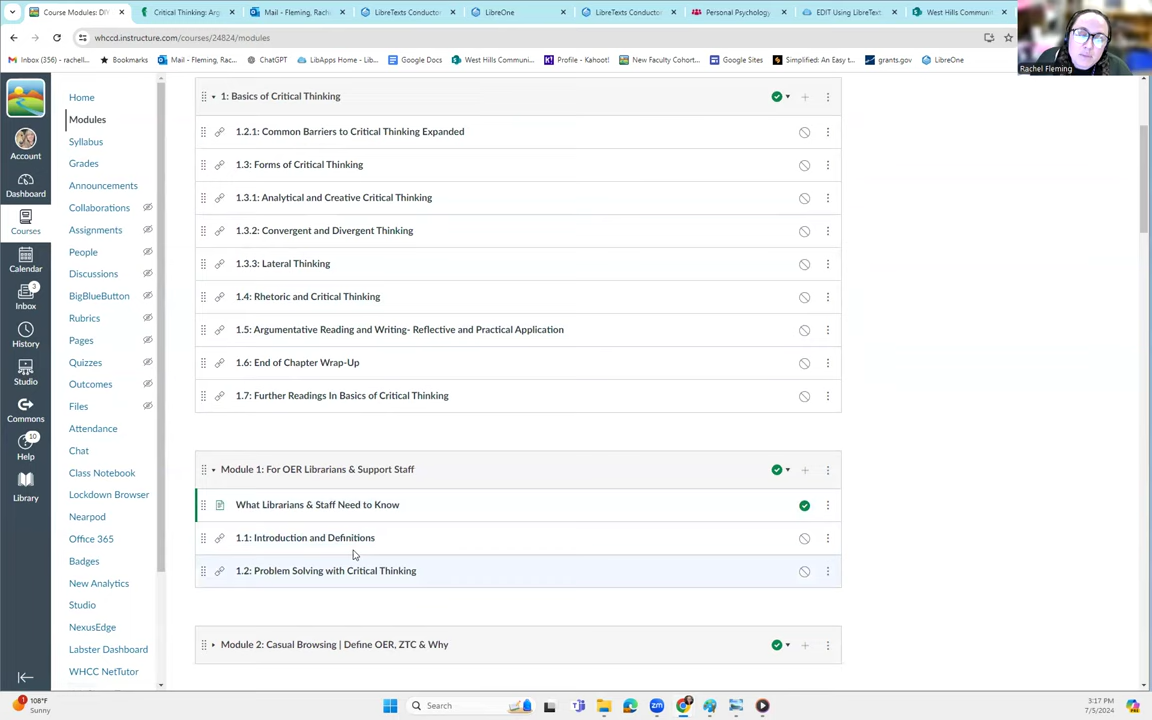 Course Modules: DIV
Critical Thinking: Arg
Mail - Fleming, Rach
LibreTexts Conductor
LibreOne
LibreTexts Conductor
Personal Psychology
EDIT Using LibreText
West Hills Communi
whccd.instructure.com/courses/24824/modules
Inbox (356) - rachell...
Bookmarks
Mail - Fleming, Rac...
ChatGPT
LibApps Home - Lib...
Google Docs
West Hills Communi...
Profile - Kahoot!
New Faculty Cohort...
Google Sites
Simplified: An Easy t...
grants.gov
LibreOne
Rachel Fleming
Account
Dashboard
Courses
Calendar
3
Inbox
History
Studio
Commons
10
Help
Library
Home
Modules
Syllabus
Grades
Announcements
Collaborations
Assignments
People
Discussions
BigBlueButton
Rubrics
Pages
Quizzes
Outcomes
Files
Attendance
Chat
Class Notebook
Lockdown Browser
Nearpod
Office 365
Badges
New Analytics
Studio
NexusEdge
Labster Dashboard
WHCC NetTutor
1: Basics of Critical Thinking
1.2.1: Common Barriers to Critical Thinking Expanded
1.3: Forms of Critical Thinking
1.3.1: Analytical and Creative Critical Thinking
1.3.2: Convergent and Divergent Thinking
1.3.3: Lateral Thinking
1.4: Rhetoric and Critical Thinking
1.5: Argumentative Reading and Writing- Reflective and Practical Application
1.6: End of Chapter Wrap-Up
1.7: Further Readings In Basics of Critical Thinking
Module 1: For OER Librarians & Support Staff
What Librarians & Staff Need to Know
1.1: Introduction and Definitions
1.2: Problem Solving with Critical Thinking
Module 2: Casual Browsing | Define OER, ZTC & Why
1
108°F
Sunny
Search
3:17 PM
7/5/2024